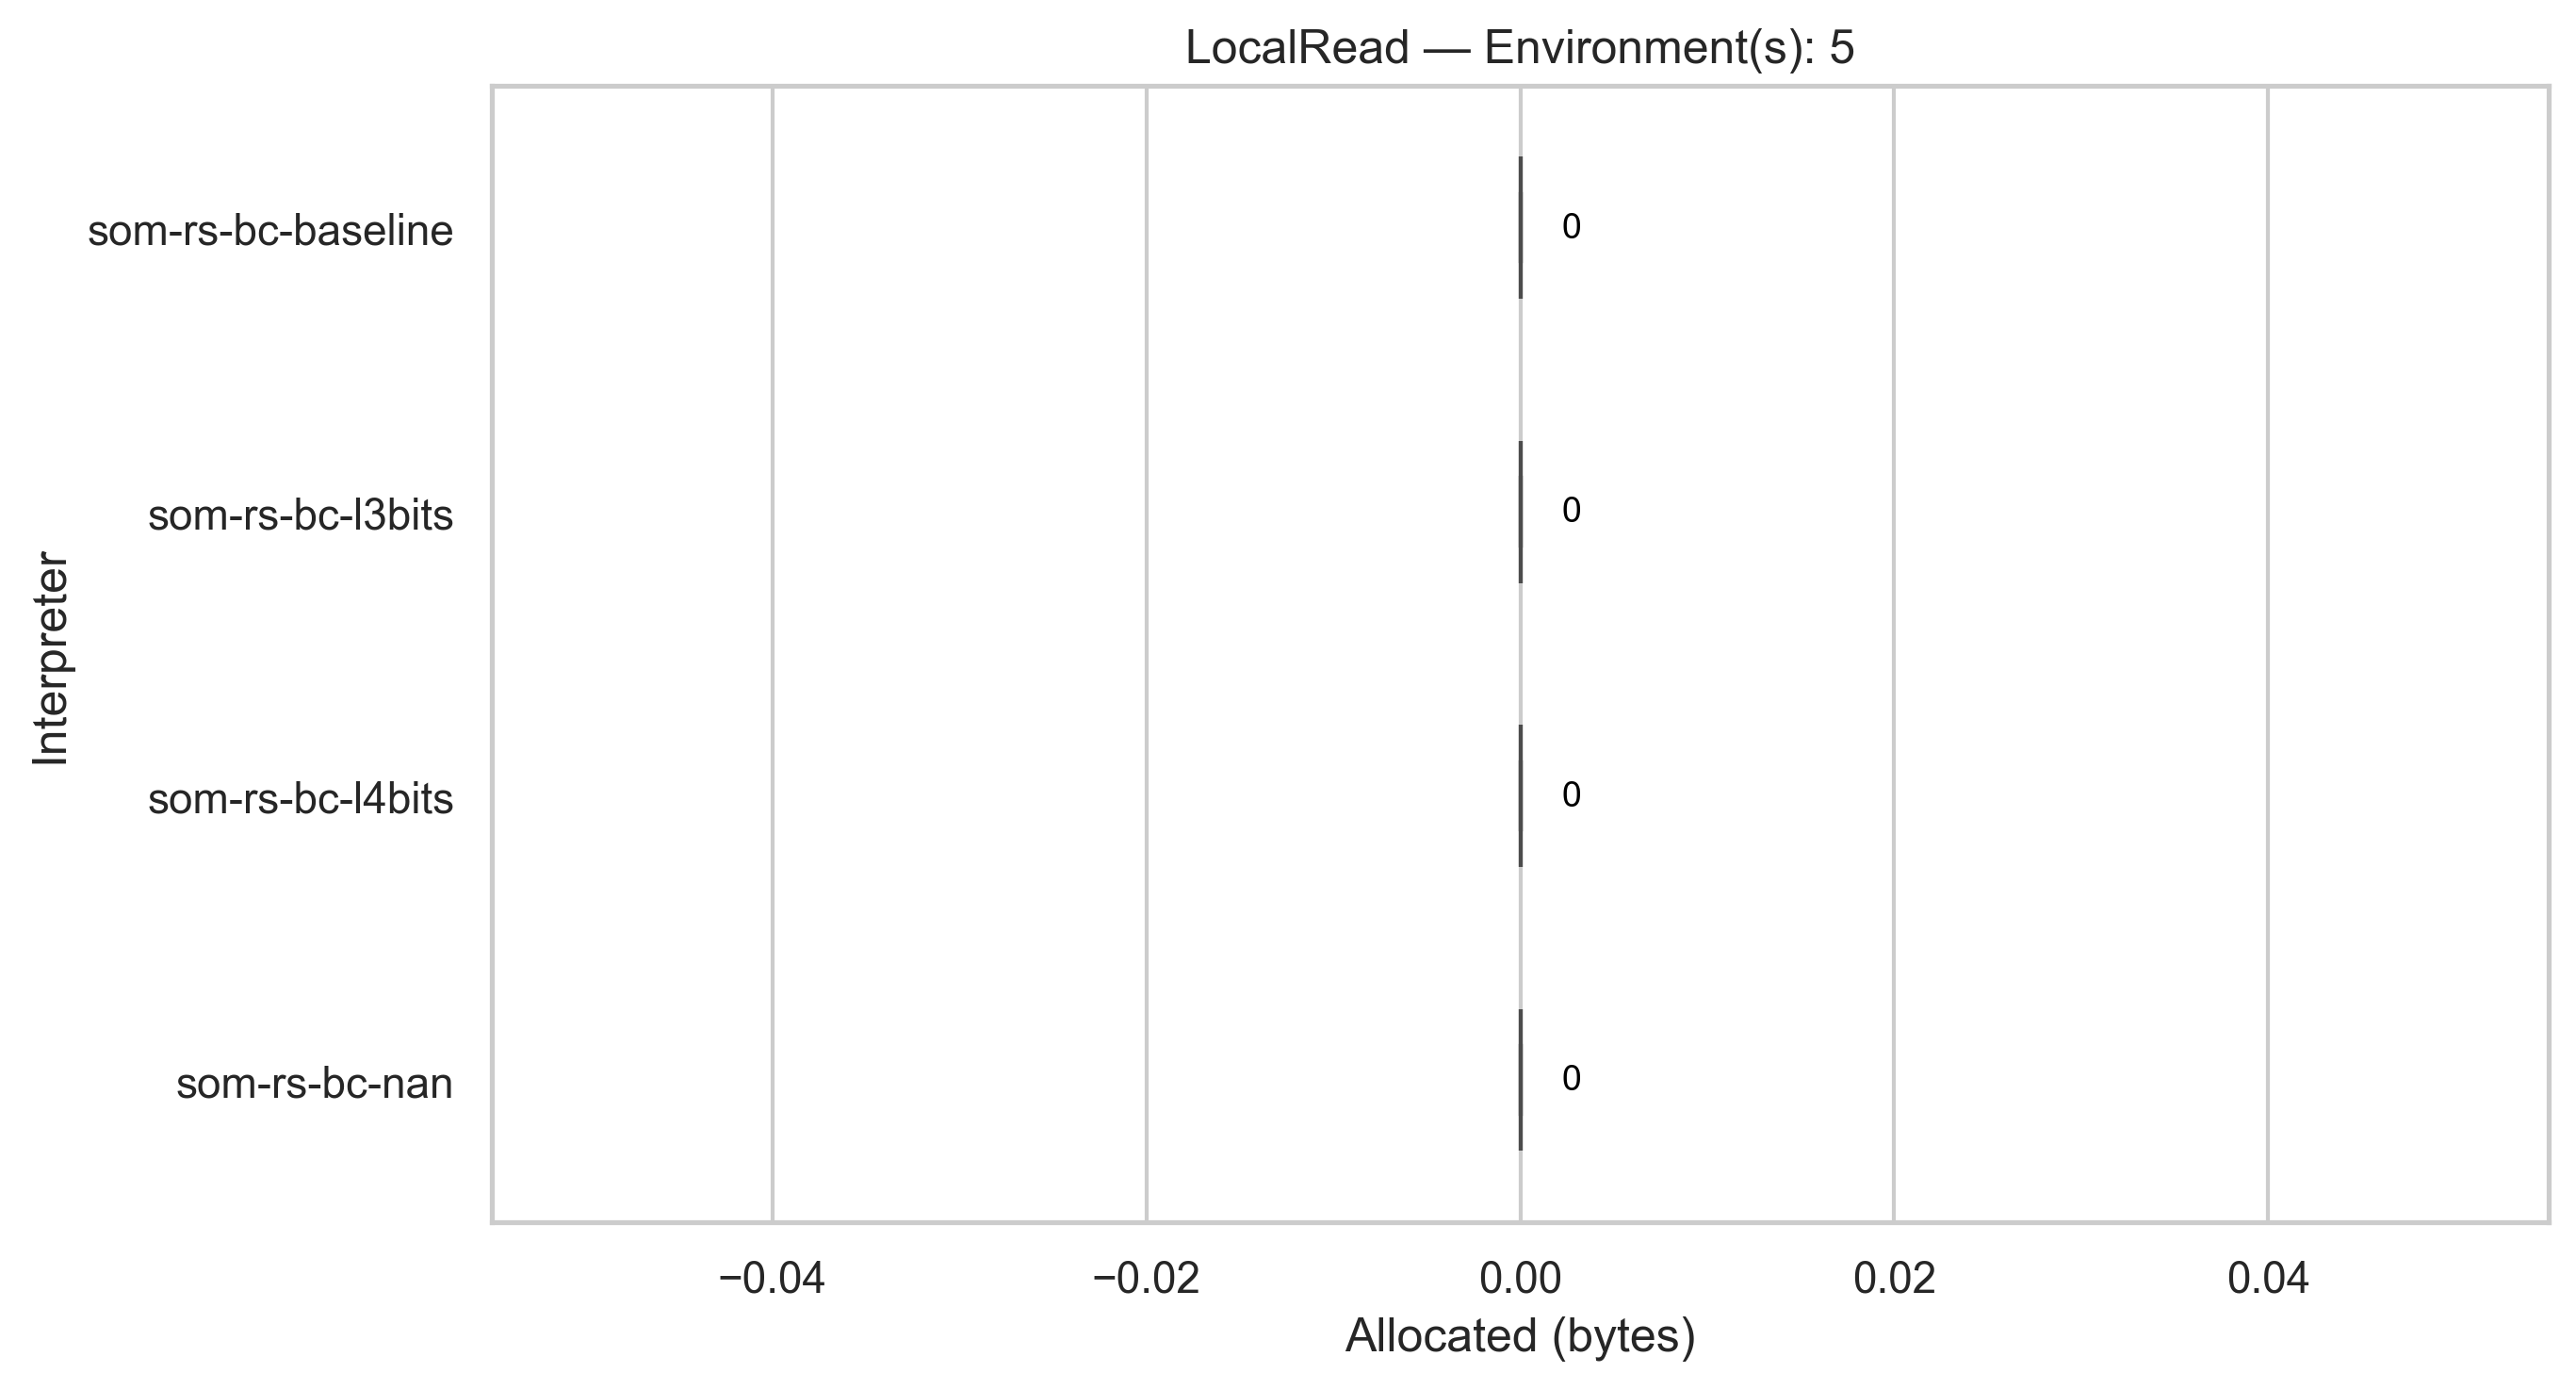 LocalRead — Environment(s): 5
som-rs-bc-baseline
0
som-rs-bc-l3bits
0
som-rs-bc-l4bits
0
som-rs-bc-nan
0
Interpreter
−0.04
−0.02
0.00
0.02
0.04
Allocated (bytes)